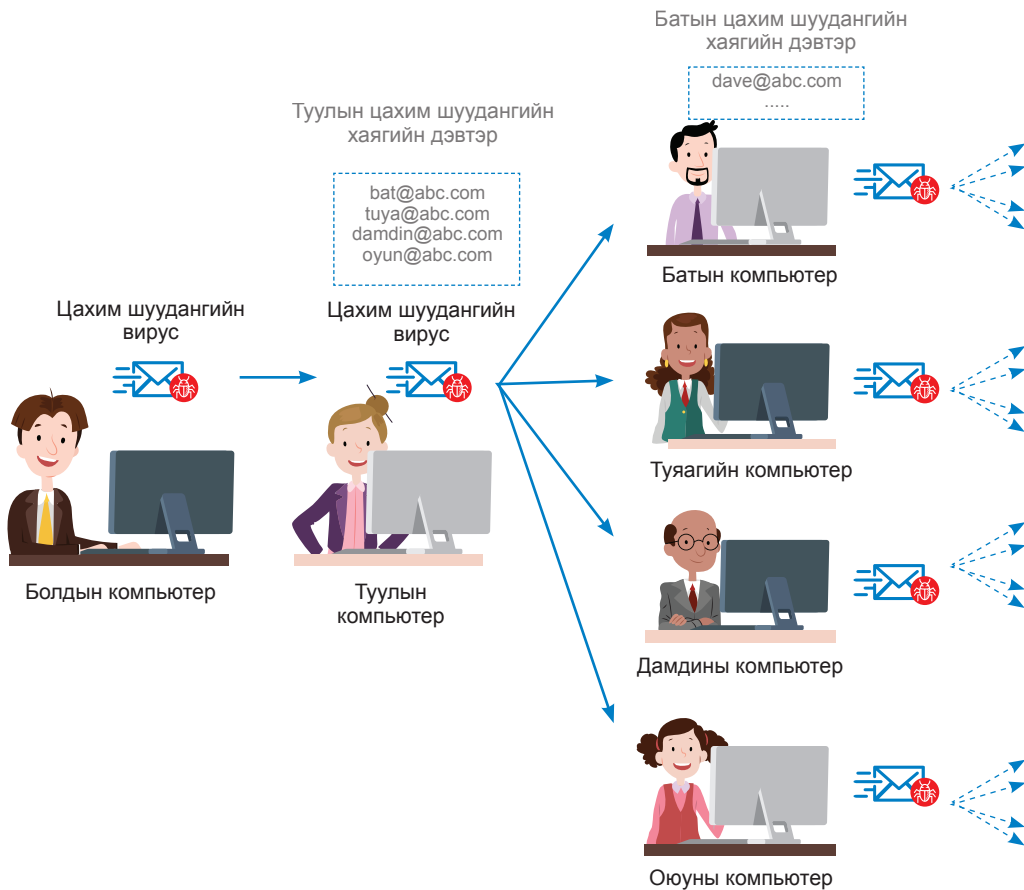 Батын цахим шуудангийн
хаягийн дэвтэр
dave@abc.com
.....
Туулын цахим шуудангийн
хаягийн дэвтэр
bat@abc.com
tuya@abc.com
damdin@abc.com
oyun@abc.com
Батын компьютер
Цахим шуудангийн
вирус
Цахим шуудангийн
вирус
Туяагийн компьютер
Болдын компьютер
Туулын
компьютер
Дамдины компьютер
Оюуны компьютер